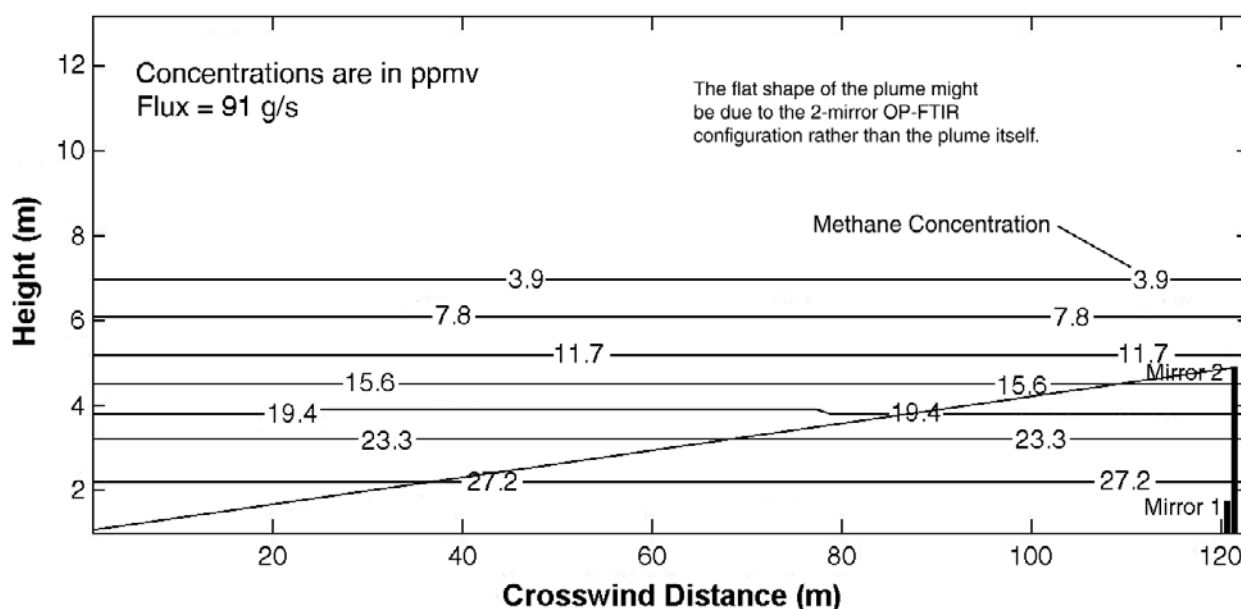 12
10
8
6
4
2
Height (m)
Concentrations are in ppmv
Flux = 91 g/s
The flat shape of the plume might
be due to the 2-mirror OP-FTIR
configuration rather than the plume itself.
Methane Concentration
3.9 3.9
7.8 7.8
11.7 11.7
Mirror 2
15.6 15.6
19.4 19.4
23.3 23.3
27.2 27.2
Mirror 1
20 40 60 80 100 120
Crosswind Distance (m)